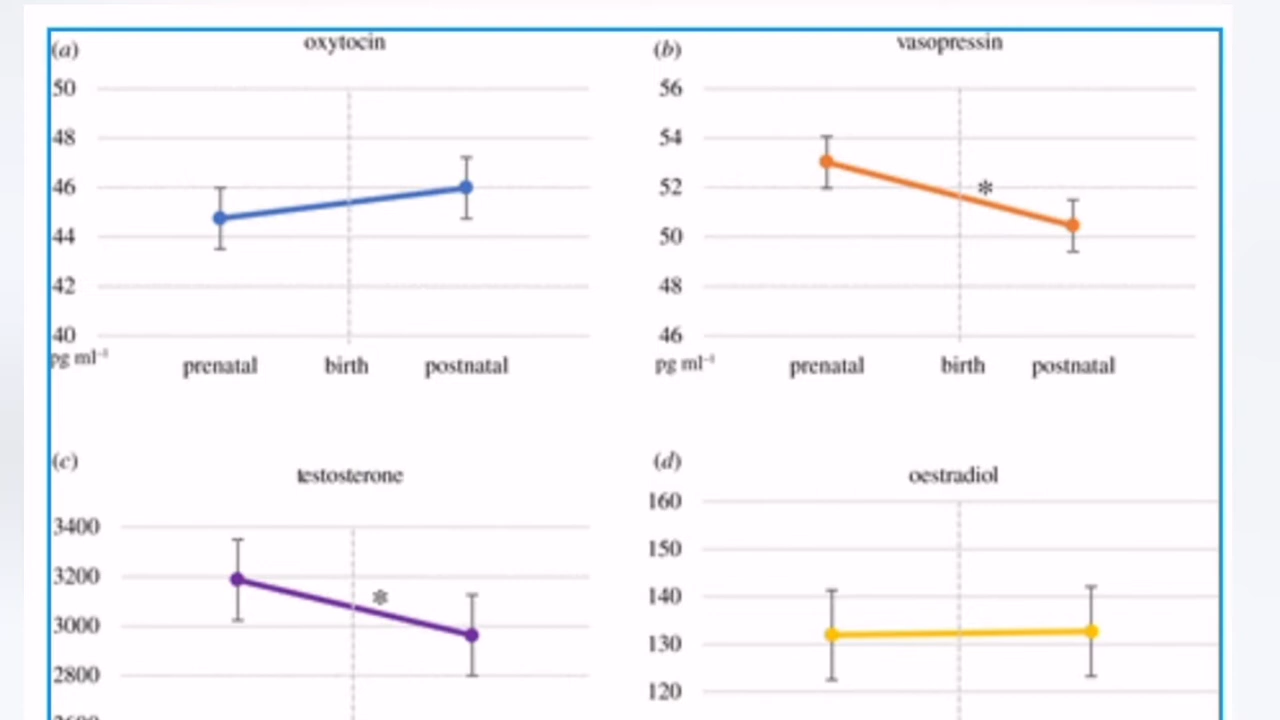 (a) oxytocin
50
48
46
44
42
40
pg ml⁻¹
prenatal birth postnatal
(b) vasopressin
56
54
52
*
50
48
46
pg ml⁻¹
prenatal birth postnatal
(c)
testosterone
3400
3200
*
3000
2800
(d)
oestradiol
160
150
140
130
120